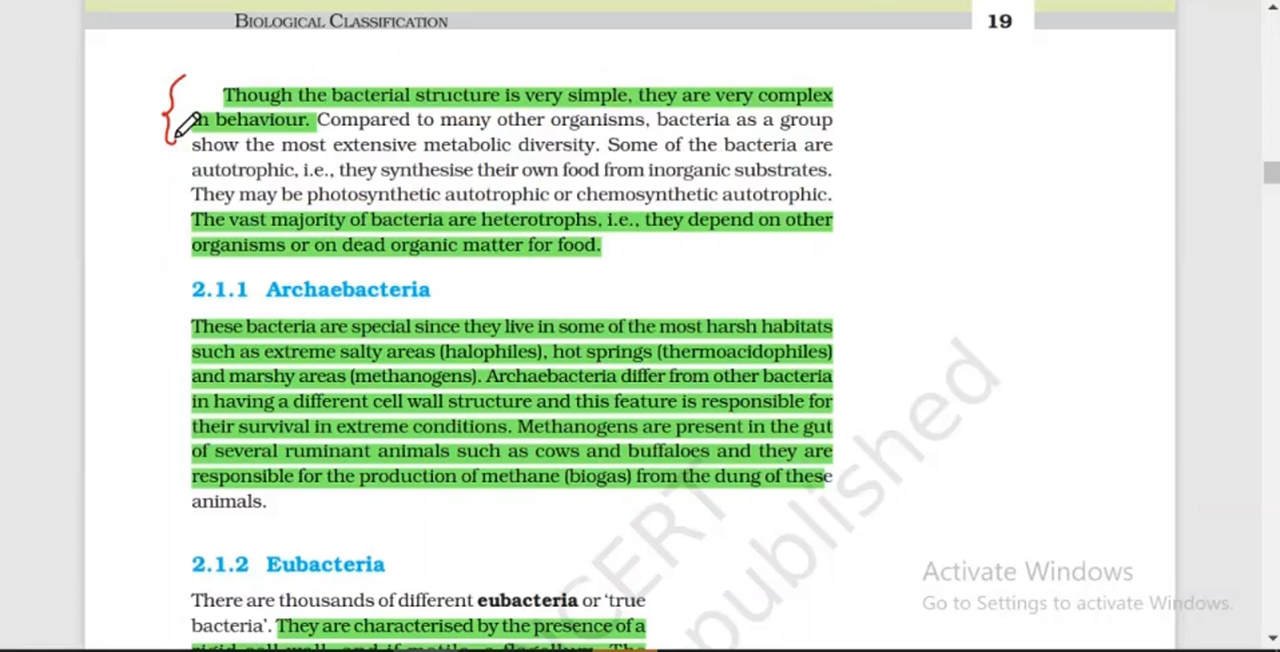 BIOLOGICAL CLASSIFICATION
19
Though the bacterial structure is very simple, they are very complex
in behaviour. Compared to many other organisms, bacteria as a group
show the most extensive metabolic diversity. Some of the bacteria are
autotrophic, i.e., they synthesise their own food from inorganic substrates.
They may be photosynthetic autotrophic or chemosynthetic autotrophic.
The vast majority of bacteria are heterotrophs, i.e., they depend on other
organisms or on dead organic matter for food.
2.1.1 Archaebacteria
These bacteria are special since they live in some of the most harsh habitats
such as extreme salty areas (halophiles), hot springs (thermoacidophiles)
and marshy areas (methanogens). Archaebacteria differ from other bacteria
in having a different cell wall structure and this feature is responsible for
their survival in extreme conditions. Methanogens are present in the gut
of several ruminant animals such as cows and buffaloes and they are
responsible for the production of methane (biogas) from the dung of these
animals.
2.1.2 Eubacteria
There are thousands of different eubacteria or ‘true
bacteria’. They are characterised by the presence of a
rigid cell wall, and if motile, a flagellum. The
NCERT
published
Activate Windows
Go to Settings to activate Windows.